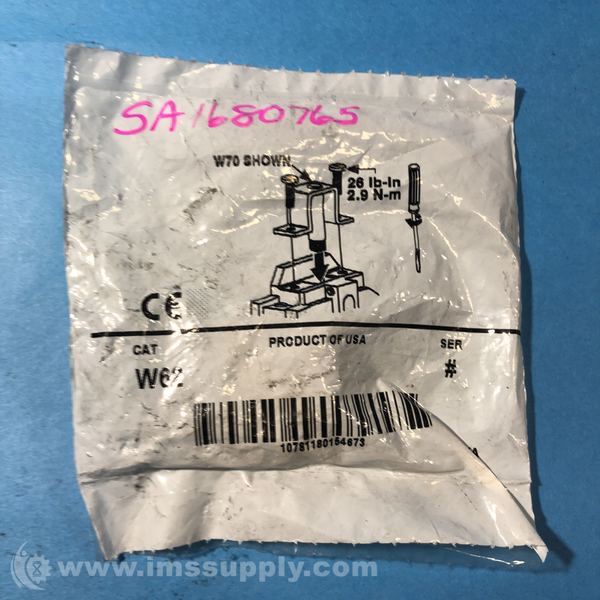 SA1680765
W70 SHOWN
26 lb-in
2.9 N-m
CE
CAT PRODUCT OF USA SER
W62 #
10781180154673
A
www.imssupply.com